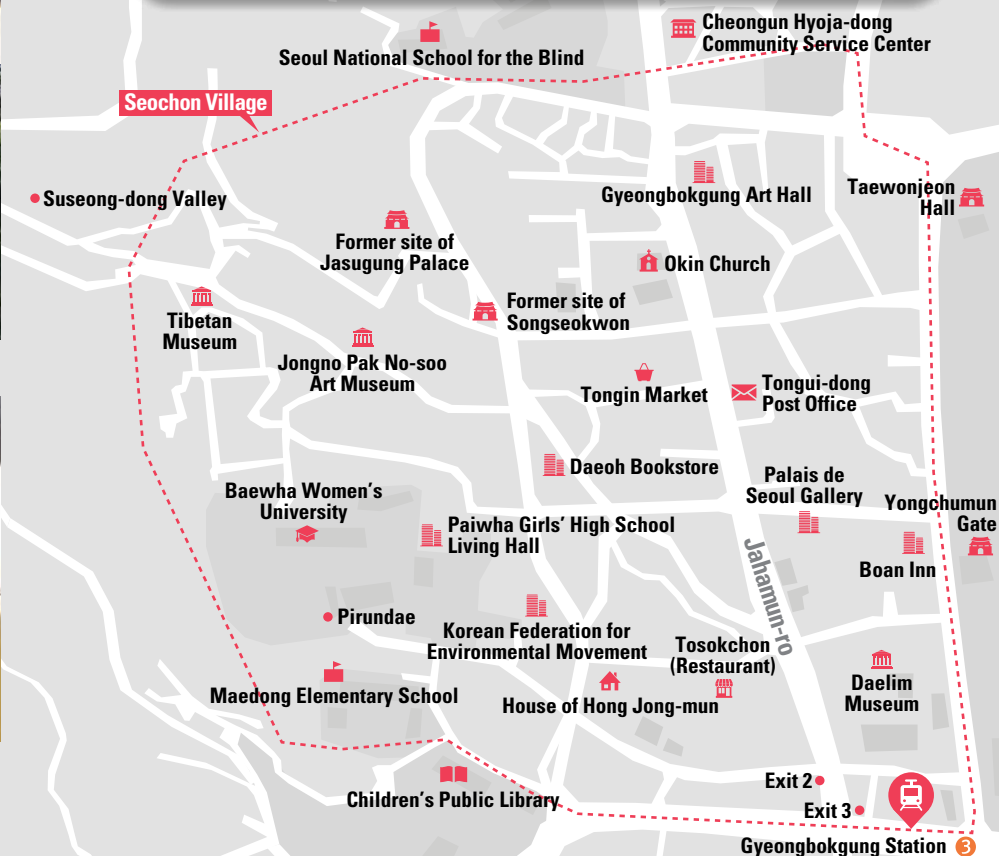 Cheongun Hyoja-dong
Community Service Center
Seoul National School for the Blind
Seochon Village
Suseong-dong Valley
Gyeongbokgung Art Hall
Taewonjeon
Hall
Former site of
Jasugung Palace
Okin Church
Former site of
Songseokwon
Tibetan
Museum
Jongno Pak No-soo
Art Museum
Tongin Market
Tongui-dong
Post Office
Daeoh Bookstore
Palais de
Seoul Gallery
Baewha Women's
University
Yongchumun
Gate
Paiwha Girls' High School
Living Hall
Boan Inn
Jahamun-ro
Pirundae
Korean Federation for
Environmental Movement
Tosokchon
(Restaurant)
Maedong Elementary School
House of Hong Jong-mun
Daelim
Museum
Children's Public Library
Exit 2
Exit 3
Gyeongbokgung Station 3